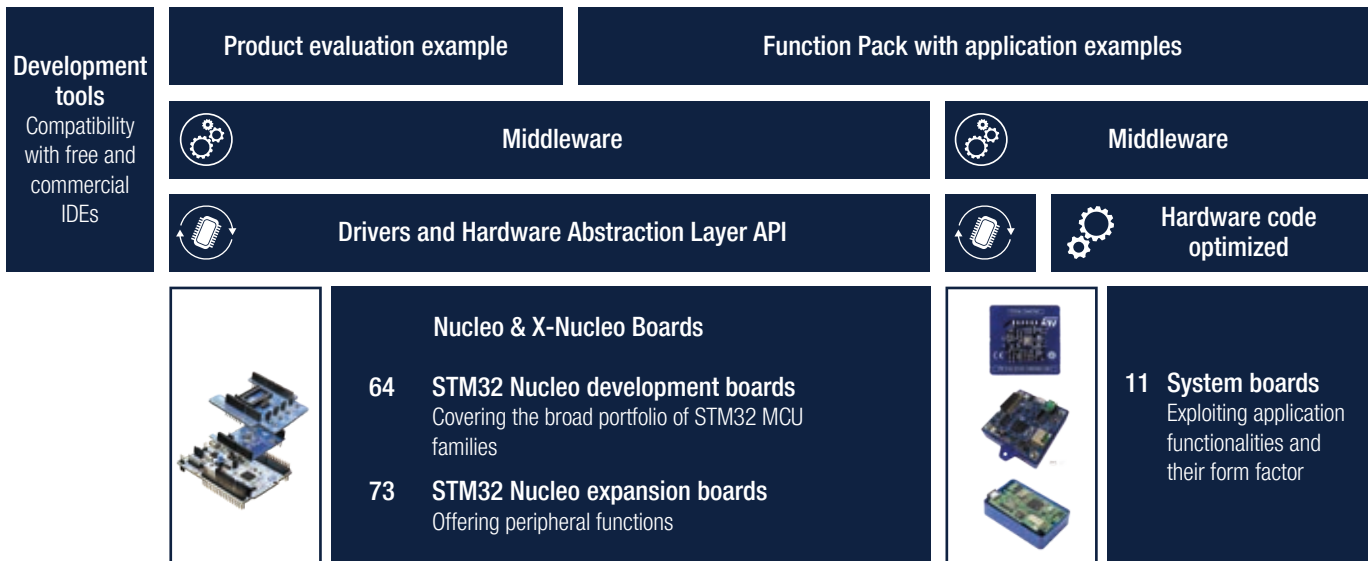 Development
tools
Compatibility
with free and
commercial
IDEs
Product evaluation example
Function Pack with application examples
Middleware
Middleware
Drivers and Hardware Abstraction Layer API
Hardware code
optimized
Nucleo & X-Nucleo Boards
64 STM32 Nucleo development boards
Covering the broad portfolio of STM32 MCU
families
73 STM32 Nucleo expansion boards
Offering peripheral functions
11 System boards
Exploiting application
functionalities and
their form factor